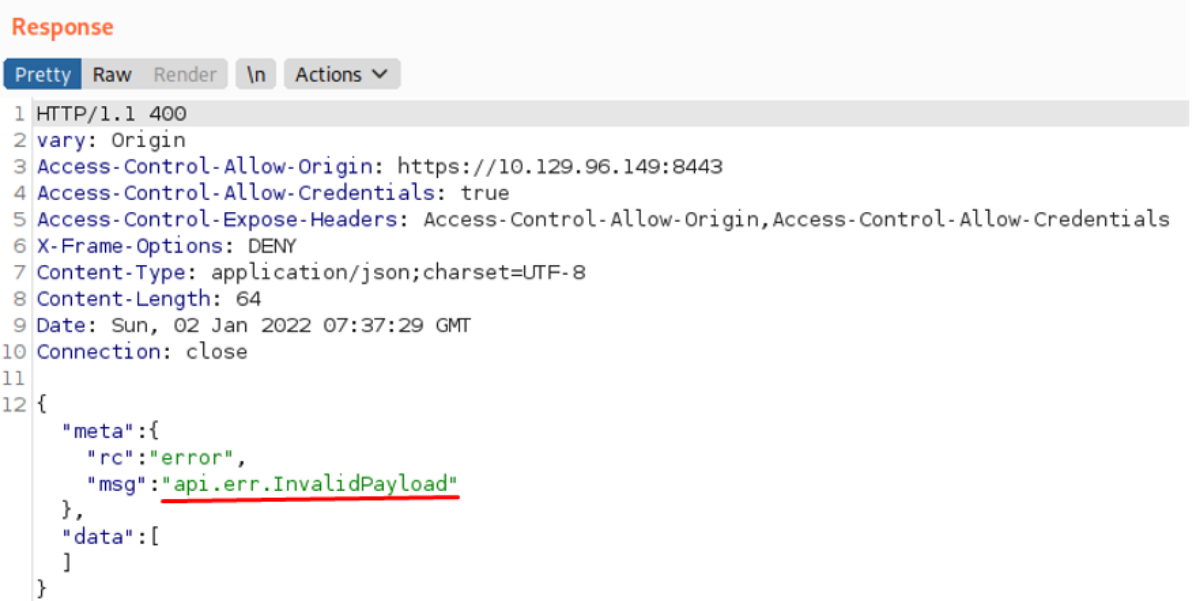 Response
Pretty Raw Render \n Actions
1 HTTP/1.1 400
2 vary: Origin
3 Access-Control-Allow-Origin: https://10.129.96.149:8443
4 Access-Control-Allow-Credentials: true
5 Access-Control-Expose-Headers: Access-Control-Allow-Origin,Access-Control-Allow-Credentials
6 X-Frame-Options: DENY
7 Content-Type: application/json;charset=UTF-8
8 Content-Length: 64
9 Date: Sun, 02 Jan 2022 07:37:29 GMT
10 Connection: close
11
12 {
"meta":{
"rc":"error",
"msg":"api.err.InvalidPayload"
},
"data":[
]
}